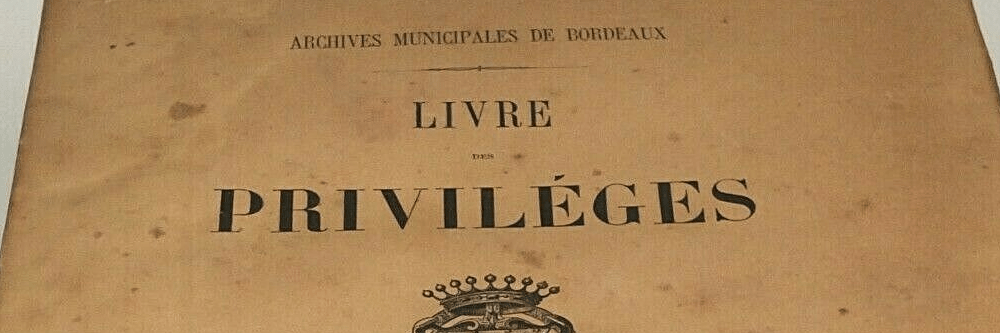 ARCHIVES MUNICIPALES DE BORDEAUX
LIVRE
DES
PRIVILÉGES